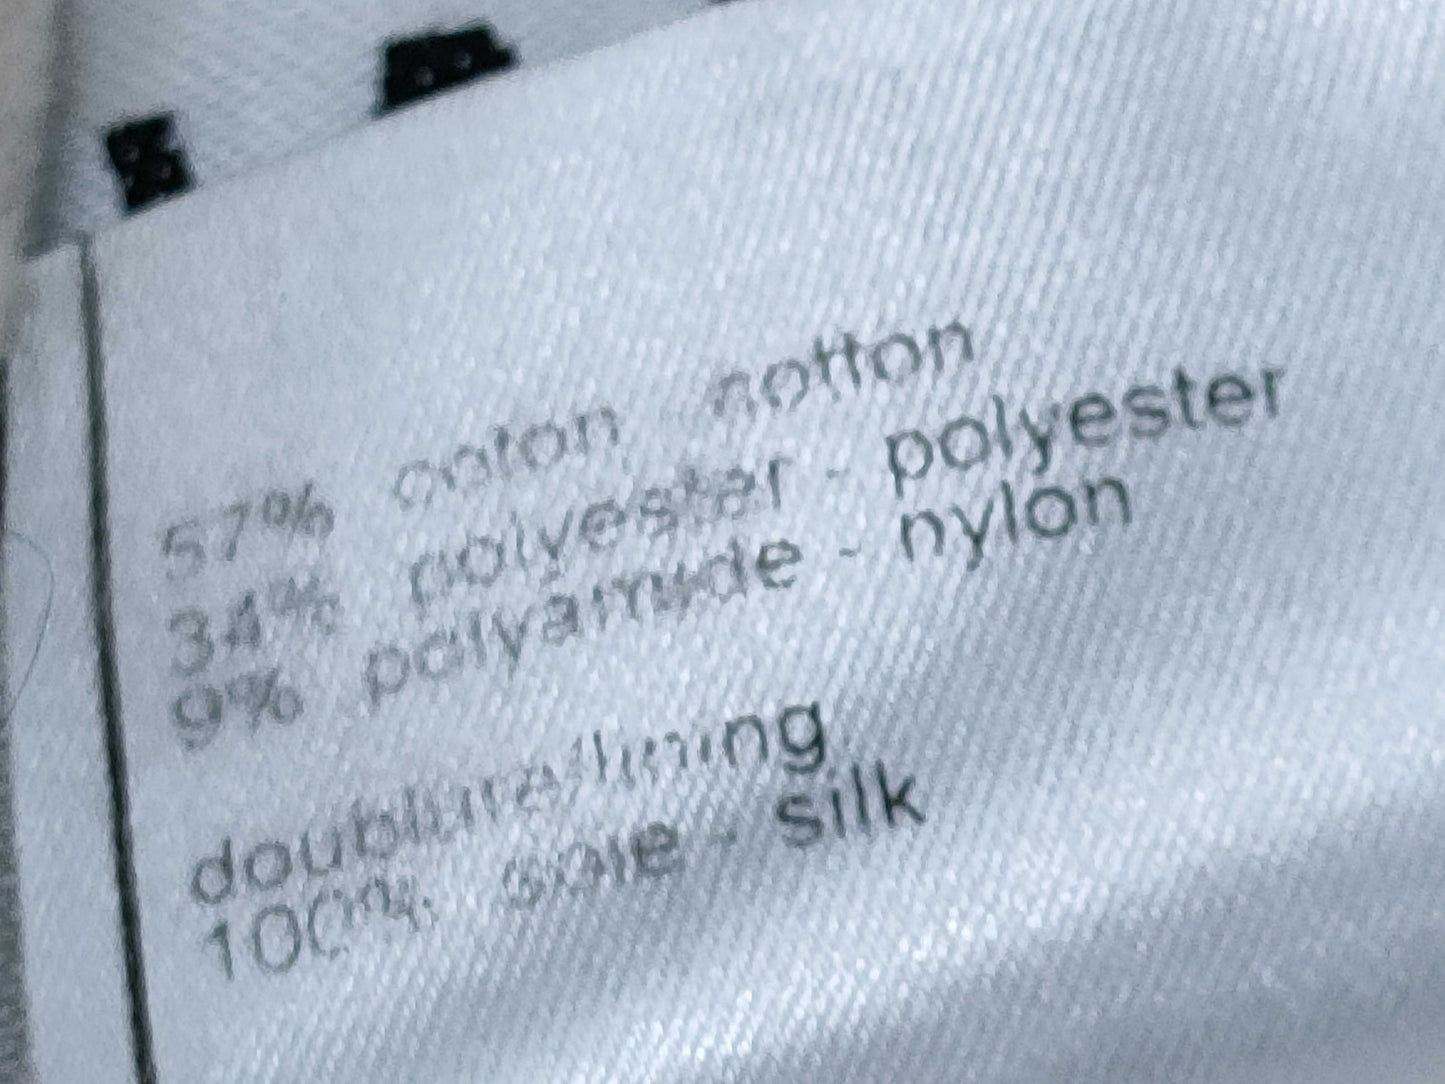 57% coton cotton
34% polyester - polyester
9% polyamide - nylon
doublure/lining
100% soie - silk